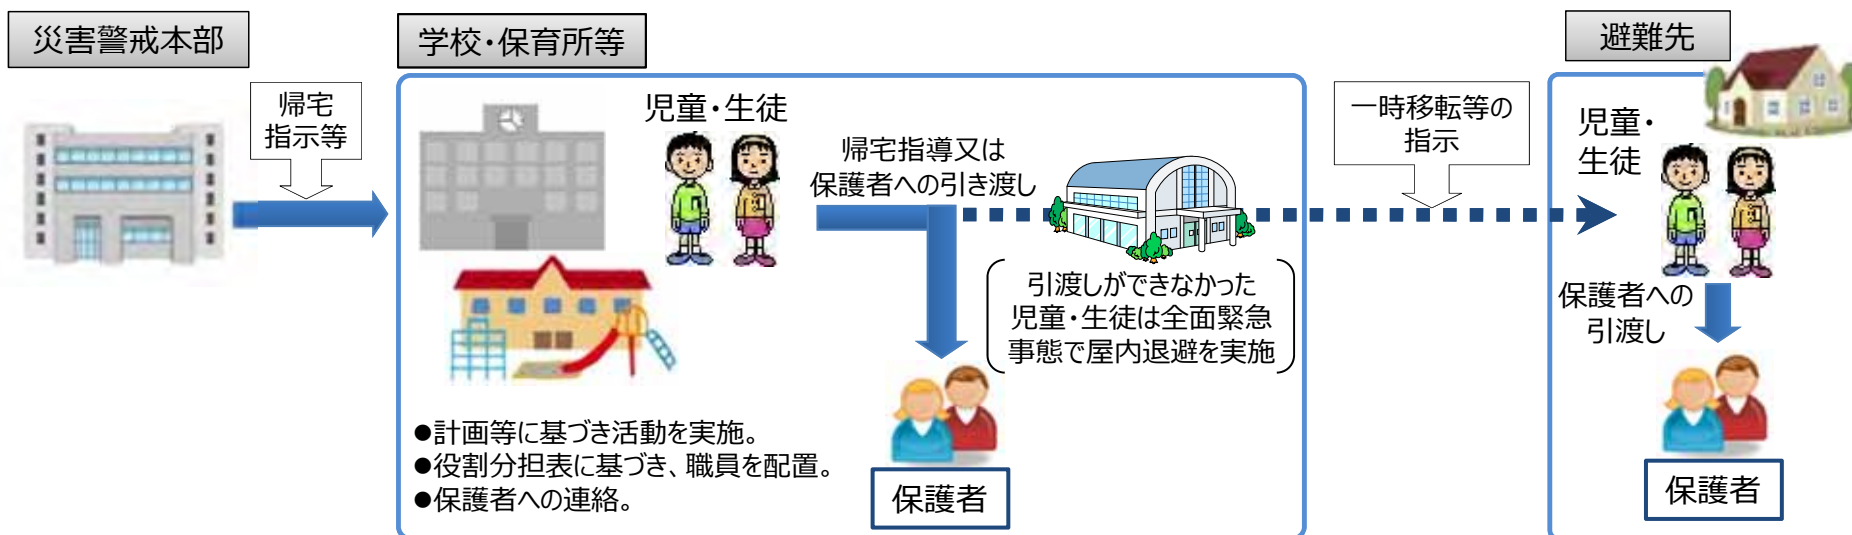 災害警戒本部
帰宅
指示等
学校・保育所等
児童・生徒
帰宅指導又は
保護者への引き渡し
引渡しができなかった
児童・生徒は全面緊急
事態で屋内退避を実施
●計画等に基づき活動を実施。
●役割分担表に基づき、職員を配置。
●保護者への連絡。
保護者
一時移転等の
指示
避難先
児童・
生徒
保護者への
引渡し
保護者